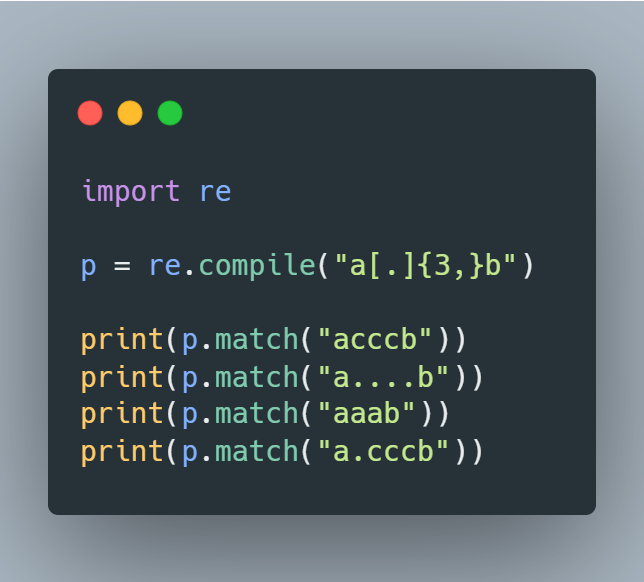 import re
p = re.compile("a[.]{3,}b")
print(p.match("acccb"))
print(p.match("a....b"))
print(p.match("aaab"))
print(p.match("a.cccb"))